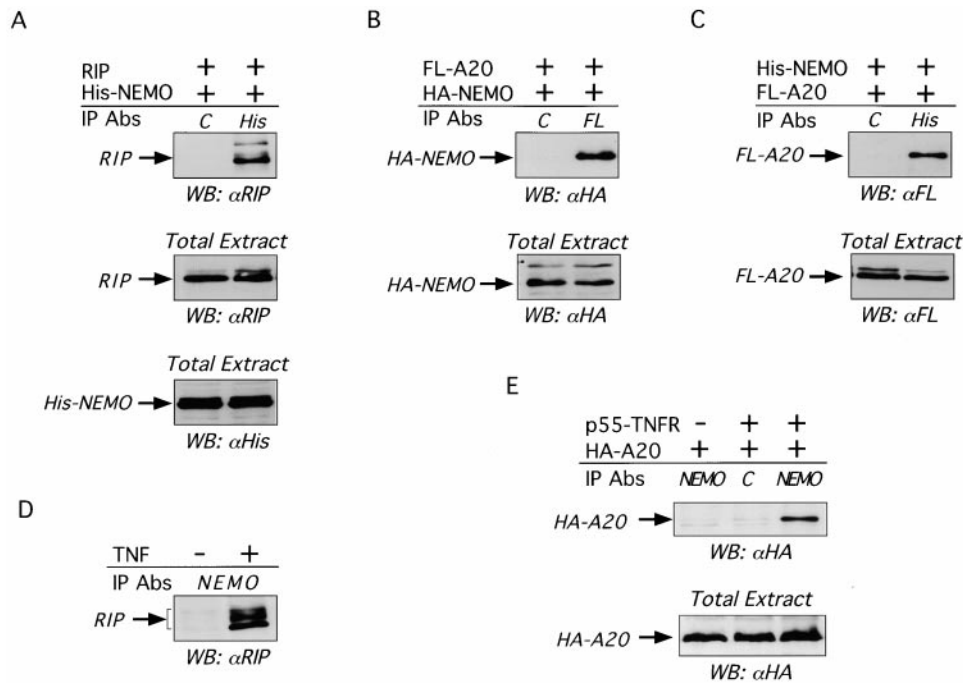 A
RIP + +
His-NEMO + +
IP Abs C His
RIP
WB: αRIP
Total Extract
RIP
WB: αRIP
Total Extract
His-NEMO
WB: αHis
B
FL-A20 + +
HA-NEMO + +
IP Abs C FL
HA-NEMO
WB: αHA
Total Extract
HA-NEMO
WB: αHA
C
His-NEMO + +
FL-A20 + +
IP Abs C His
FL-A20
WB: αFL
Total Extract
FL-A20
WB: αFL
D
TNF - +
IP Abs NEMO
RIP
WB: αRIP
E
p55-TNFR - + +
HA-A20 + + +
IP Abs NEMO C NEMO
HA-A20
WB: αHA
Total Extract
HA-A20
WB: αHA